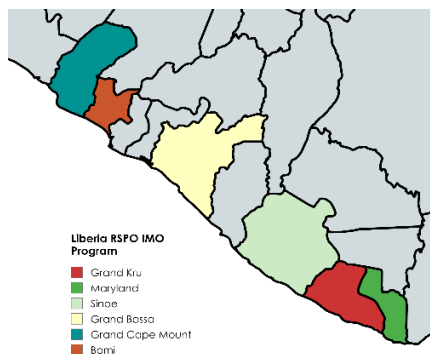 Liberia RSPO IMO
Program
Grand Kru
Maryland
Sinoe
Grand Bassa
Grand Cape Mount
Bomi